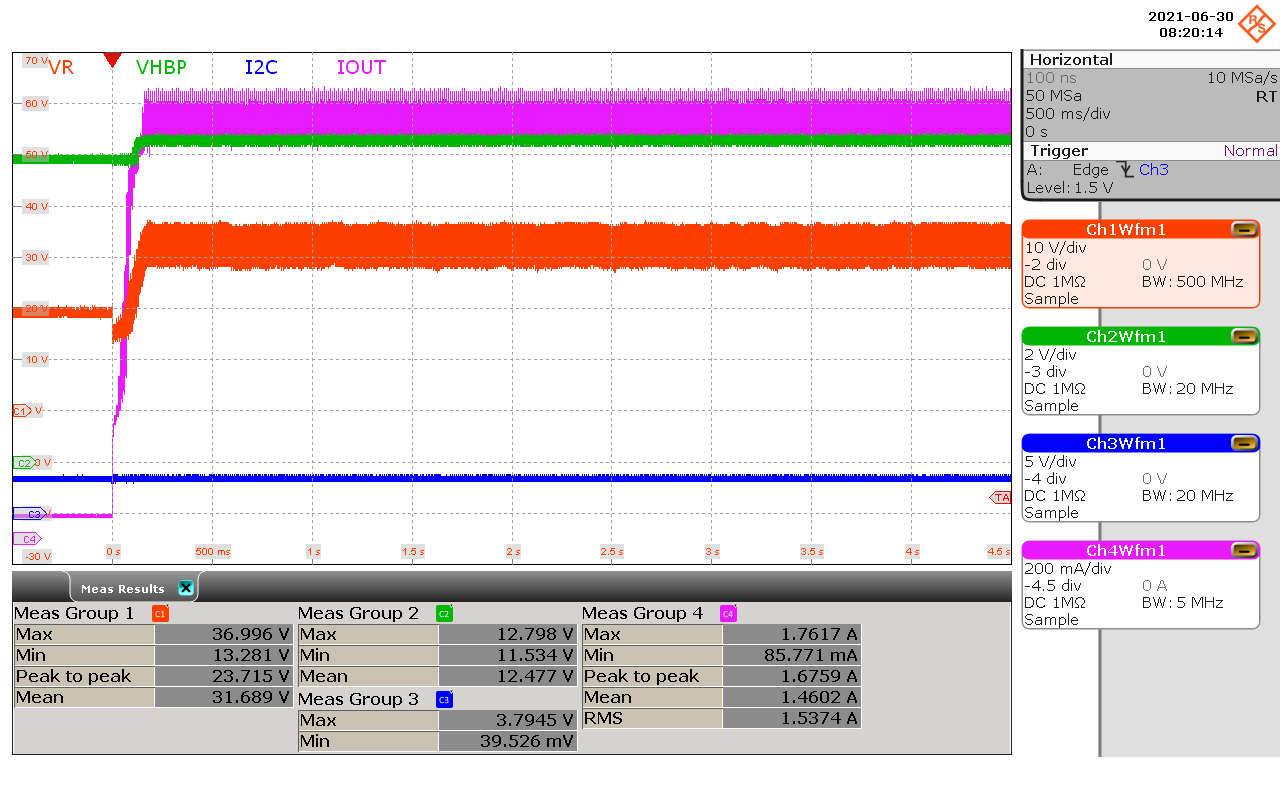 2021-06-30
08:20:14
R&S
VR VHBP I2C IOUT
70 V
60 V
50 V
40 V
30 V
20 V
10 V
C1 V
C2 0 V
C3 V
C4
-30 V
TA
0 s 500 ms 1 s 1.5 s 2 s 2.5 s 3 s 3.5 s 4 s 4.5 s
Horizontal
100 ns 10 MSa/s
50 MSa RT
500 ms/div
0 s
Trigger Normal
A: Edge Ch3
Level: 1.5 V
Ch1Wfm1
10 V/div
-2 div 0 V
DC 1MΩ BW: 500 MHz
Sample
Ch2Wfm1
2 V/div
-3 div 0 V
DC 1MΩ BW: 20 MHz
Sample
Ch3Wfm1
5 V/div
-4 div 0 V
DC 1MΩ BW: 20 MHz
Sample
Ch4Wfm1
200 mA/div
-4.5 div 0 A
DC 1MΩ BW: 5 MHz
Sample
Meas Results
Meas Group 1 C1
Max 36.996 V
Min 13.281 V
Peak to peak 23.715 V
Mean 31.689 V
Meas Group 2 C2
Max 12.798 V
Min 11.534 V
Mean 12.477 V
Meas Group 3 C3
Max 3.7945 V
Min 39.526 mV
Meas Group 4 C4
Max 1.7617 A
Min 85.771 mA
Peak to peak 1.6759 A
Mean 1.4602 A
RMS 1.5374 A